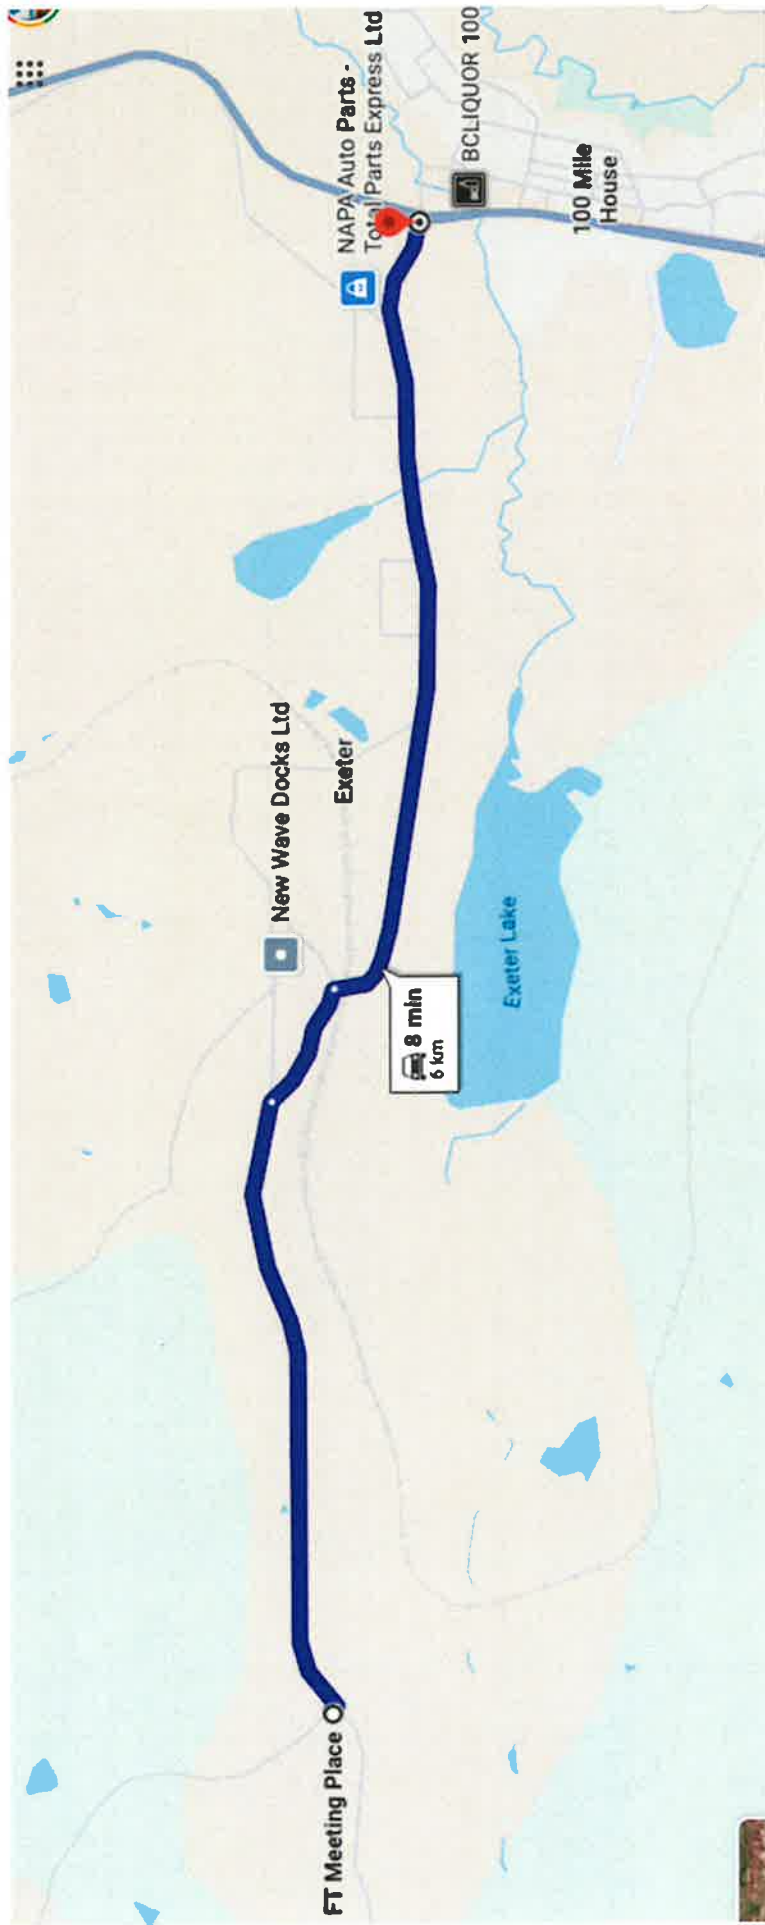 NAPA Auto Parts -
Total Parts Express Ltd
BCLIQUOR 100
100 Mile
House
New Wave Docks Ltd
Exeter
8 min
6 km
Exeter Lake
FT Meeting Place